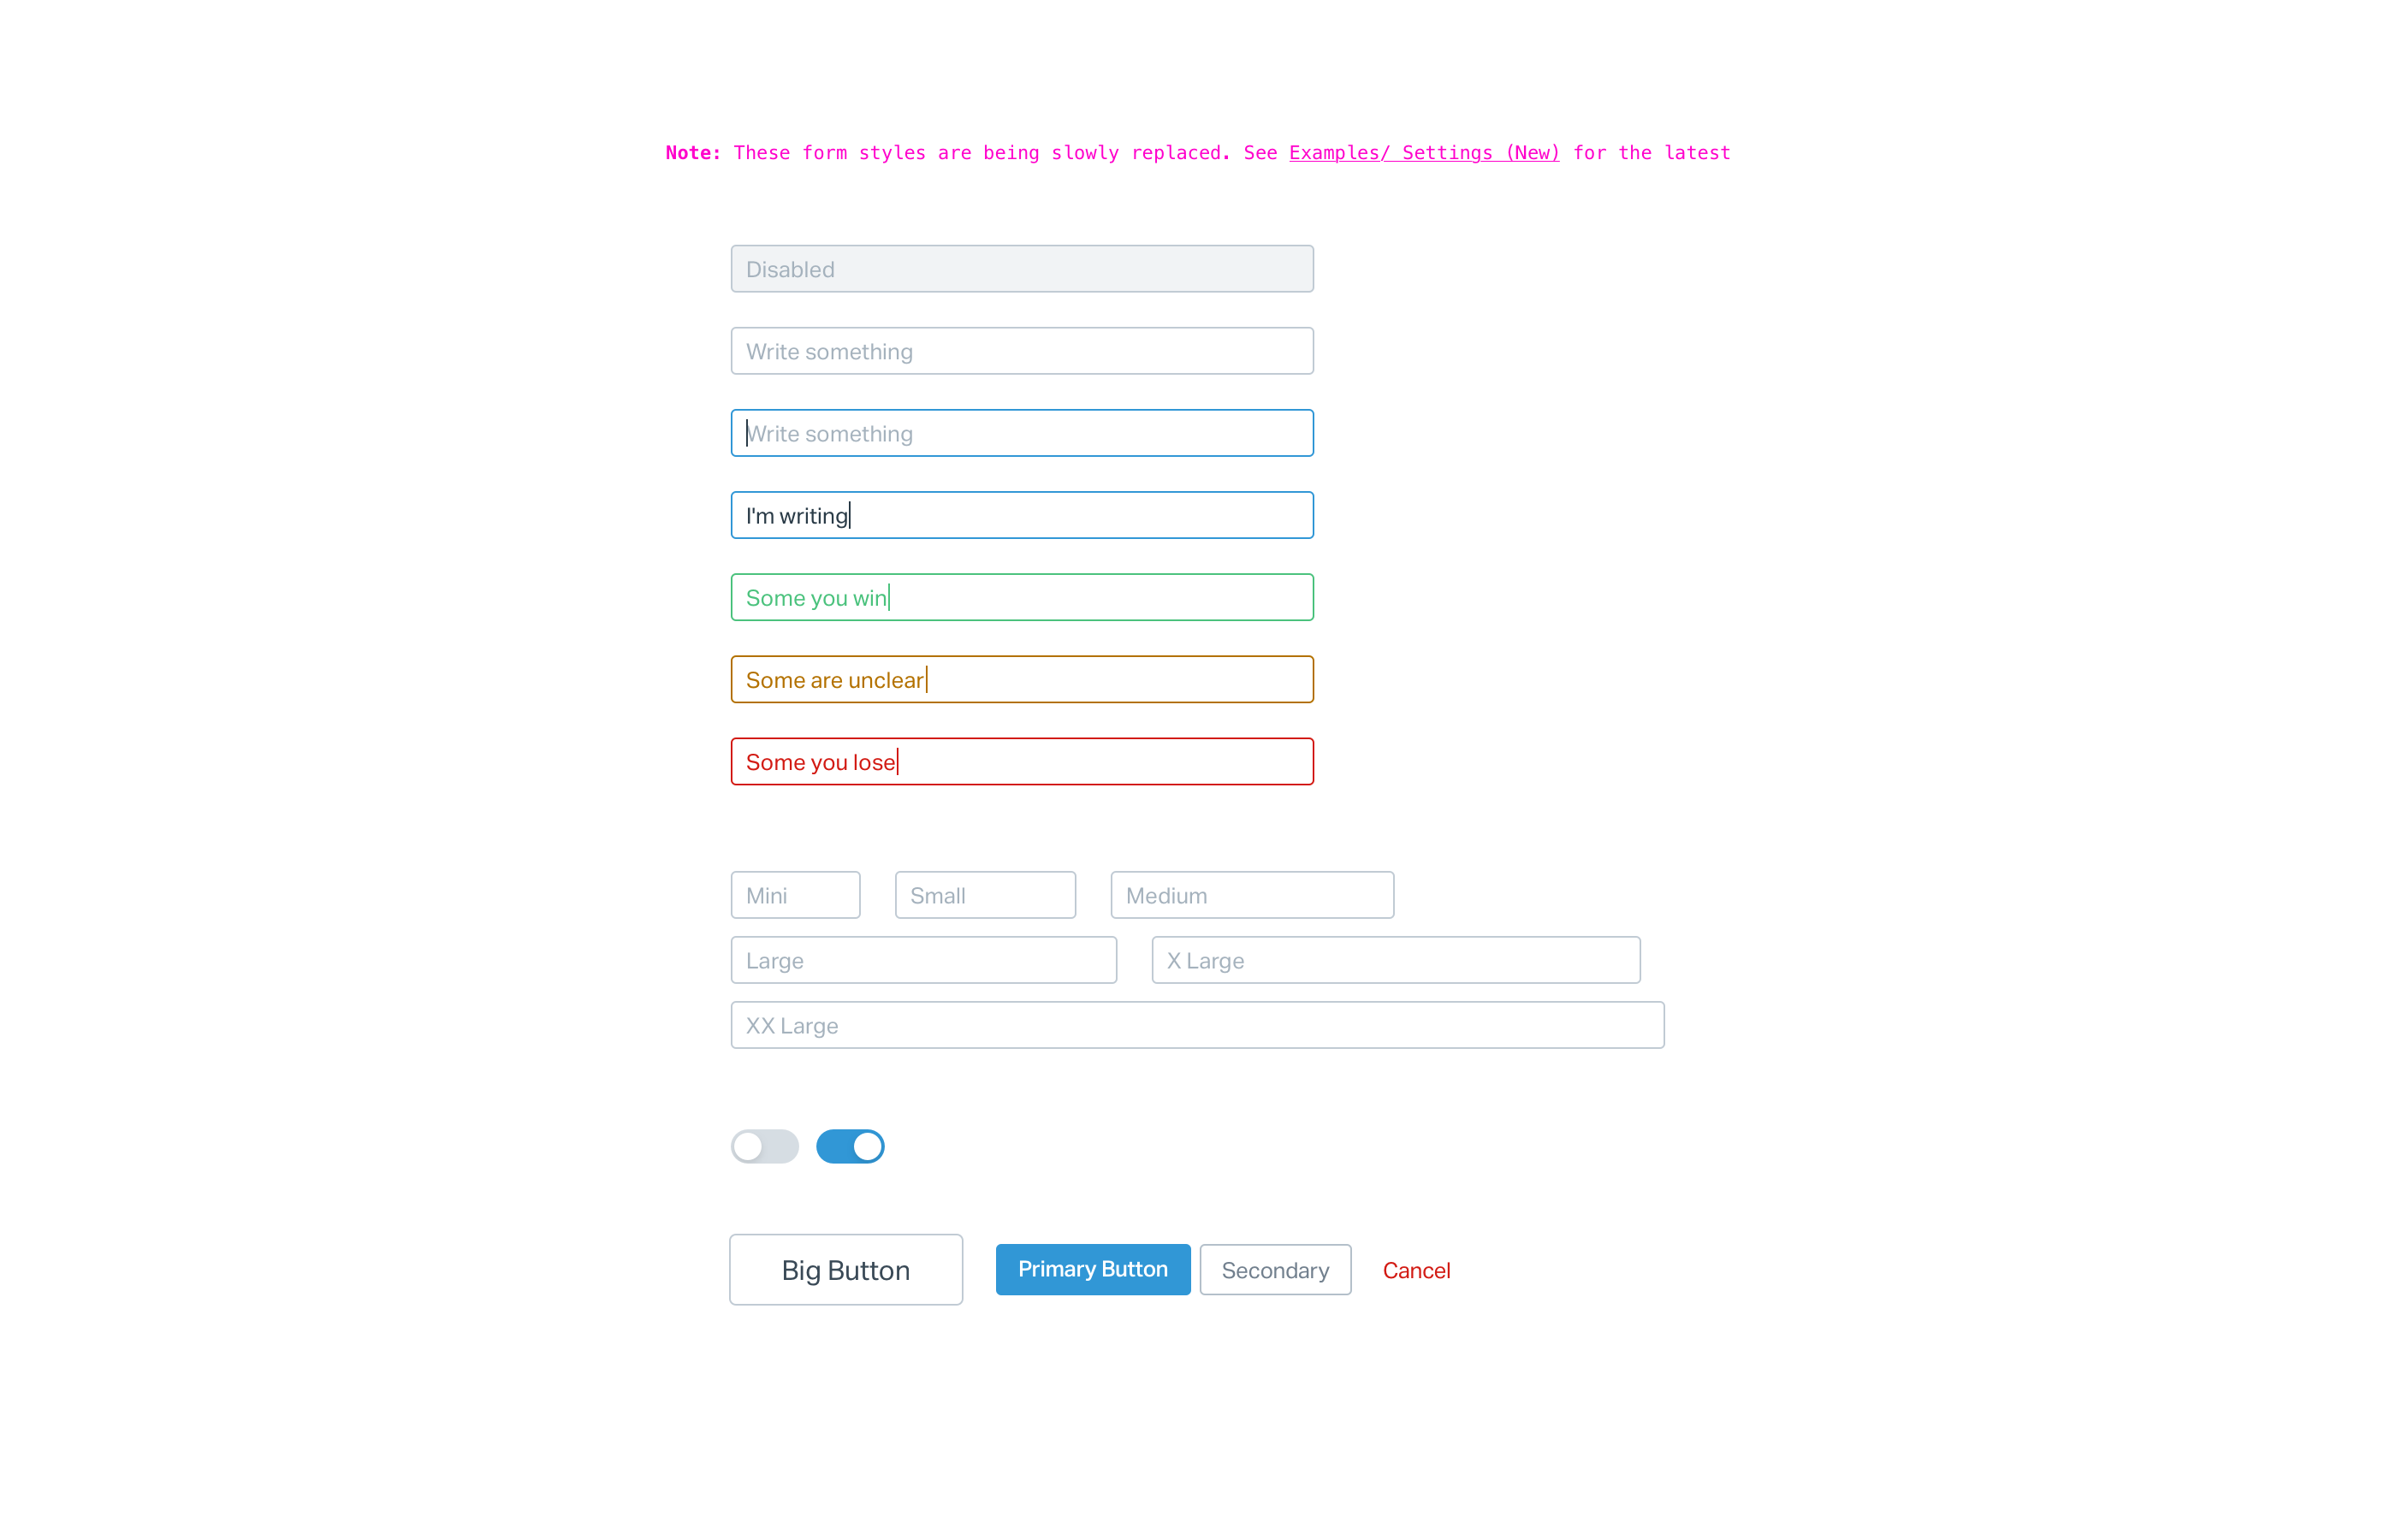 Note: These form styles are being slowly replaced. See Examples/ Settings (New) for the latest
Disabled
Write something
Write something
I'm writing
Some you win
Some are unclear
Some you lose
Mini Small Medium
Large X Large
XX Large
Big Button Primary Button Secondary Cancel